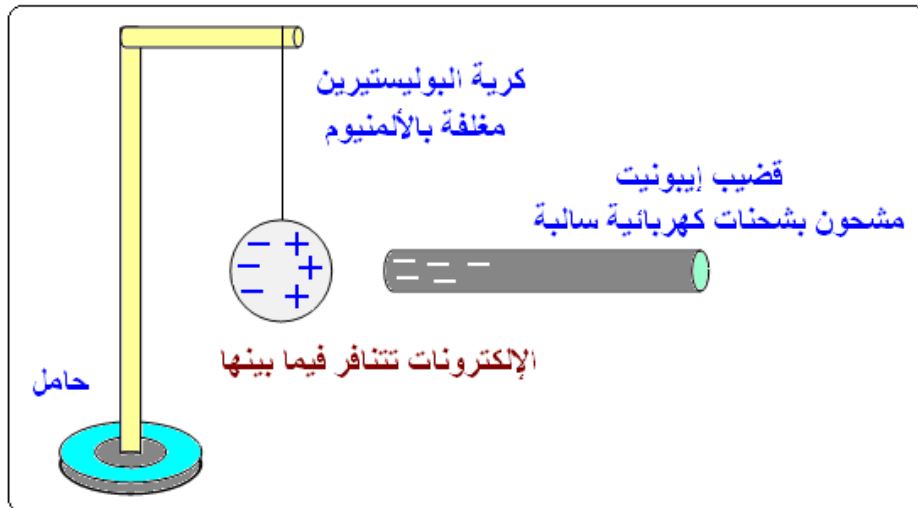 كرية البوليستيرين
مغلفة بالألمنيوم
قضيب إيبونيت
مشحون بشحنات كهربائية سالبة
الإلكترونات تتنافر فيما بينها
حامل